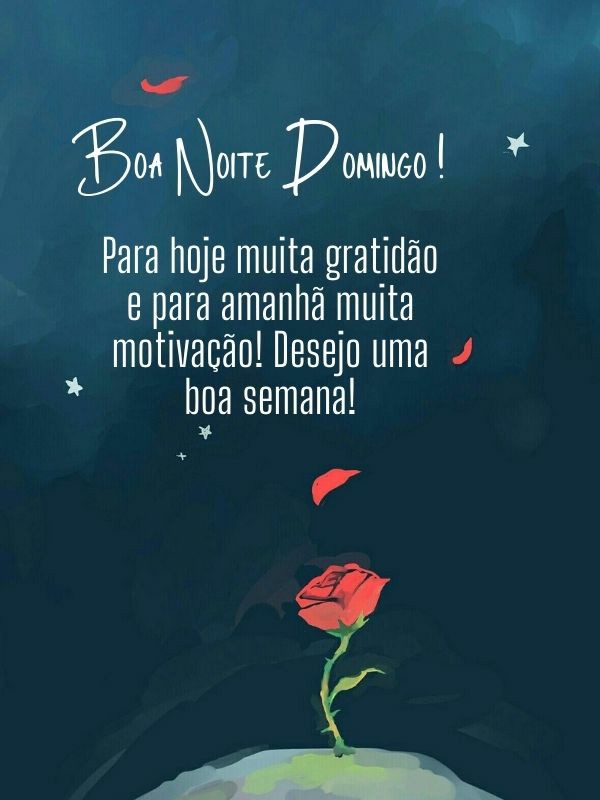 Boa Noite Domingo !
Para hoje muita gratidão
e para amanhã muita
motivação! Desejo uma
boa semana!